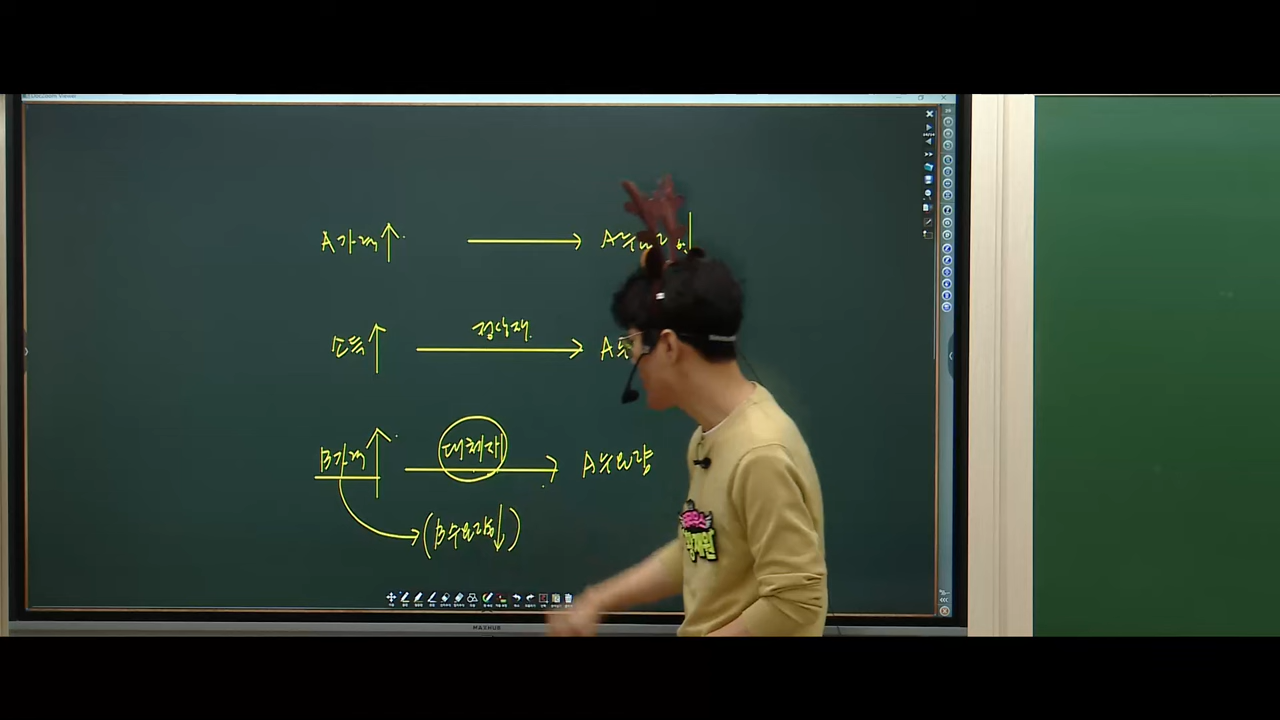 A가격↑ → A수요량↓
정상재
소득↑ → A
대체재
B가격↑ → A수요량
(B수요량↓)
MAXHUB